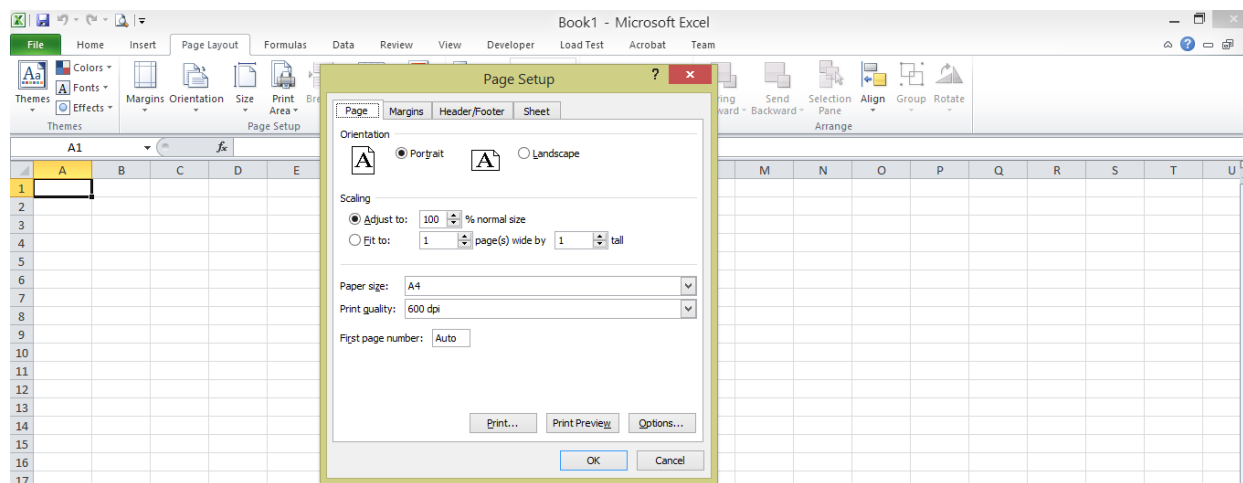 Book1 - Microsoft Excel
File Home Insert Page Layout Formulas Data Review View Developer Load Test Acrobat Team
Aa Colors
A Fonts
Effects
Themes Margins Orientation Size Print Area
Send Backward Selection Pane Align Group Rotate
Themes Page Setup Arrange
A1 fx
A B C D E M N O P Q R S T U
1
2
3
4
5
6
7
8
9
10
11
12
13
14
15
16
17
Page Setup ?
Page Margins Header/Footer Sheet
Orientation
A Portrait A Landscape
Scaling
Adjust to: 100 % normal size
Fit to: 1 page(s) wide by 1 tall
Paper size: A4
Print quality: 600 dpi
First page number: Auto
Print... Print Preview Options...
OK Cancel